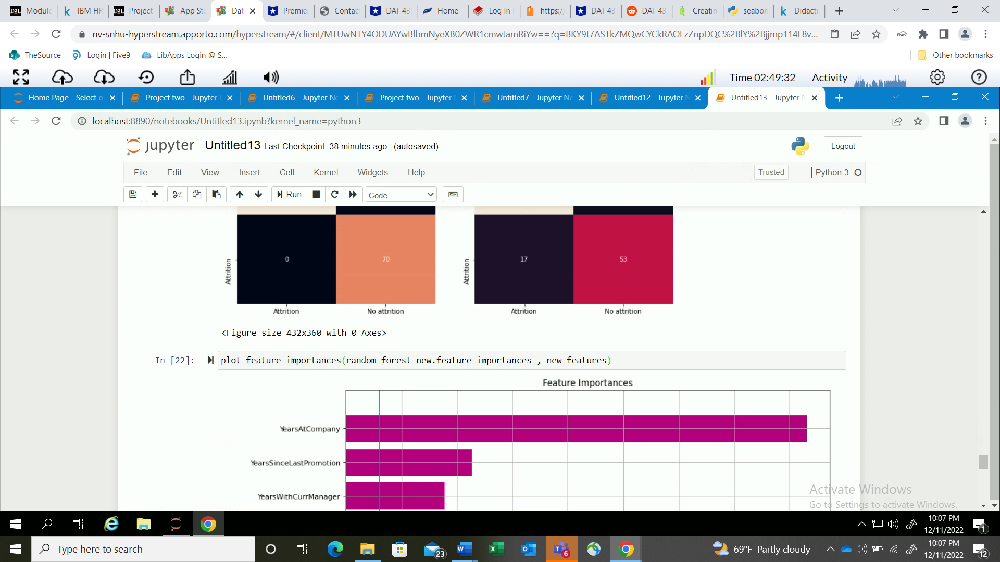 Module
IBM HR
Project
App Sto
Dat
Premie
Contac
DAT 43
Home
Log In
https:/
DAT 43
DAT 43
Creatin
seabor
Didacti
nv-snhu-hyperstream.apporto.com/hyperstream/#/client/MTUwNTY4ODUAYwBlbmNyeXB0ZWR1cmwtamRiYw==?q=BKY9t7ASTkZMQwCYCkRAOFzZnpDQC%2BlY%2Bjjmp114L8v...
TheSource
Login | Five9
LibApps Login @ S...
Other bookmarks
Time 02:49:32
Activity
Home Page - Select o
Project two - Jupyter
Untitled6 - Jupyter No
Project two - Jupyter
Untitled7 - Jupyter No
Untitled12 - Jupyter N
Untitled13 - Jupyter N
localhost:8890/notebooks/Untitled13.ipynb?kernel_name=python3
jupyter Untitled13 Last Checkpoint: 38 minutes ago (autosaved)
Logout
File Edit View Insert Cell Kernel Widgets Help
Trusted
Python 3
Run
Code
Attrition
0
70
Attrition
No attrition
Attrition
17
53
Attrition
No attrition
<Figure size 432x360 with 0 Axes>
In [22]:
plot_feature_importances(random_forest_new.feature_importances_, new_features)
Feature Importances
YearsAtCompany
YearsSinceLastPromotion
YearsWithCurrManager
Activate Windows
Go to Settings to activate Windows.
10:07 PM
12/11/2022
1
Type here to search
23
6
69°F Partly cloudy
10:07 PM
12/11/2022
12